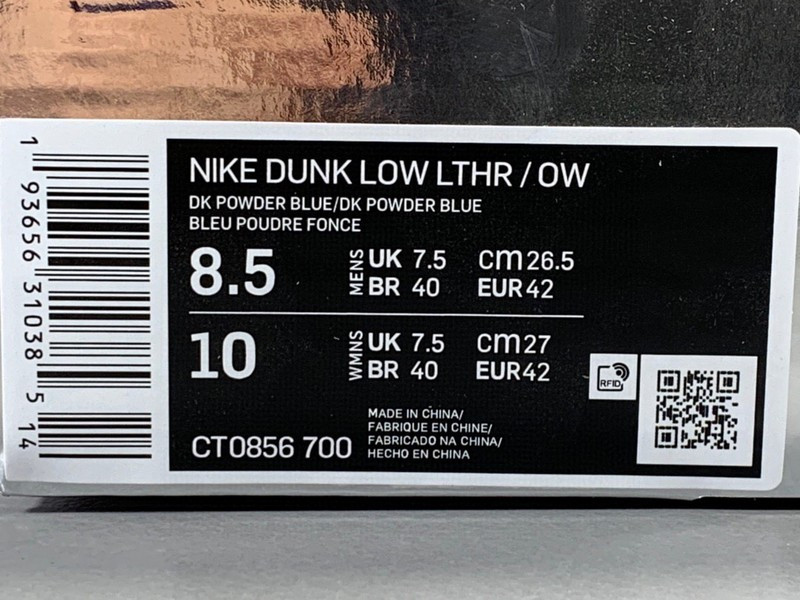 NIKE DUNK LOW LTHR / OW
DK POWDER BLUE/DK POWDER BLUE
BLEU POUDRE FONCE
8.5 MENS UK 7.5 cm 26.5
BR 40 EUR 42
10 WMNS UK 7.5 cm 27
BR 40 EUR 42
RFID
CT0856 700
MADE IN CHINA/
FABRIQUE EN CHINE/
FABRICADO NA CHINA/
HECHO EN CHINA
1 93656 31038 5 14